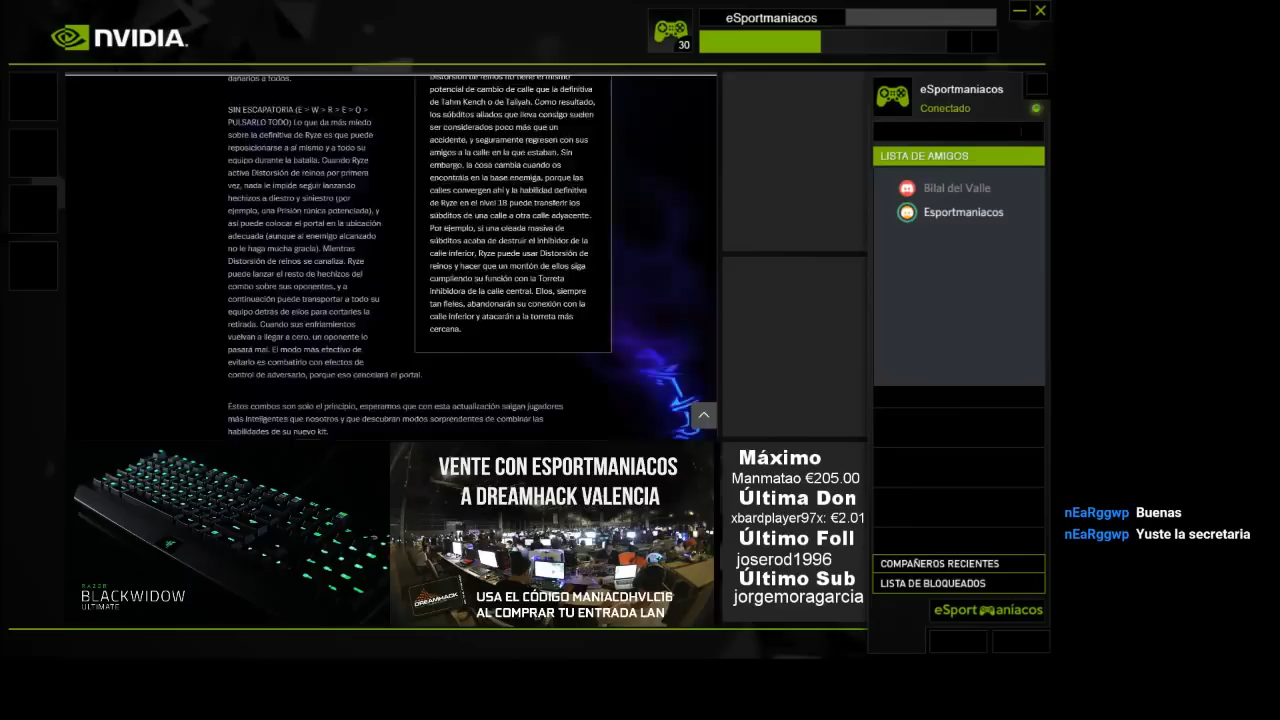 NVIDIA.
30
eSportmaniacos
dañarlos a todos.
SIN ESCAPATORIA (E > W > R > E > Q >
PULSARLO TODO) Lo que da más miedo
sobre la definitiva de Ryze es que puede
reposicionarse a sí mismo y a todo su
equipo durante la batalla. Cuando Ryze
activa Distorsión de reinos por primera
vez, nada le impide seguir lanzando
hechizos a diestro y siniestro (por
ejemplo, una Prisión rúnica potenciada), y
así puede colocar el portal en la ubicación
adecuada (aunque al enemigo alcanzado
no le haga mucha gracia). Mientras
Distorsión de reinos se canaliza, Ryze
puede lanzar el resto de hechizos del
combo sobre sus oponentes, y a
continuación puede transportar a todo su
equipo detrás de ellos para cortarles la
retirada. Cuando sus enfriamientos
vuelvan a llegar a cero, un oponente lo
pasará mal. El modo más efectivo de
evitarlo es combatirlo con efectos de
control de adversario, porque eso cancelará el portal.
Distorsión de reinos no tiene el mismo
potencial de cambio de calle que la definitiva
de Tahm Kench o de Taliyah. Como resultado,
los súbditos aliados que lleva consigo suelen
ser considerados poco más que un
accidente, y seguramente regresen con sus
amigos a la calle en la que estaban. Sin
embargo, la cosa cambia cuando os
encontráis en la base enemiga, porque las
calles convergen ahí y la habilidad definitiva
de Ryze en el nivel 18 puede transferir los
súbditos de una calle a otra calle adyacente.
Por ejemplo, si una oleada masiva de
súbditos acaba de destruir el inhibidor de la
calle inferior, Ryze puede usar Distorsión de
reinos y hacer que un montón de ellos siga
cumpliendo su función con la Torreta
inhibidora de la calle central. Ellos, siempre
tan fieles, abandonarán su conexión con la
calle inferior y atacarán a la torreta más
cercana.
Estos combos son solo el principio, esperamos que con esta actualización salgan jugadores
más inteligentes que nosotros y que descubran modos sorprendentes de combinar las
habilidades de su nuevo kit.
eSportmaniacos
Conectado
LISTA DE AMIGOS
Bilal del Valle
Esportmaniacos
COMPAÑEROS RECIENTES
LISTA DE BLOQUEADOS
eSportmaníacos
RAZER
BLACKWIDOW
ULTIMATE
VENTE CON ESPORTMANIACOS
A DREAMHACK VALENCIA
DREAMHACK
USA EL CÓDIGO MANIACDHVLC16
AL COMPRAR TU ENTRADA LAN
Máximo
Manmatao €205.00
Última Don
xbardplayer97x: €2.01
Último Foll
joserod1996
Último Sub
jorgemoragarcia
nEaRggwp Buenas
nEaRggwp Yuste la secretaria